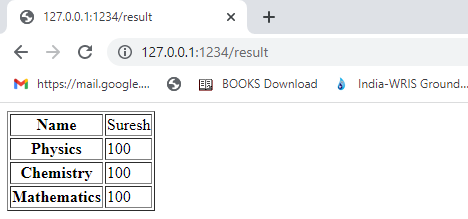 127.0.0.1:1234/result
127.0.0.1:1234/result
https://mail.google.... BOOKS Download India-WRIS Ground...
Name Suresh
Physics 100
Chemistry 100
Mathematics 100